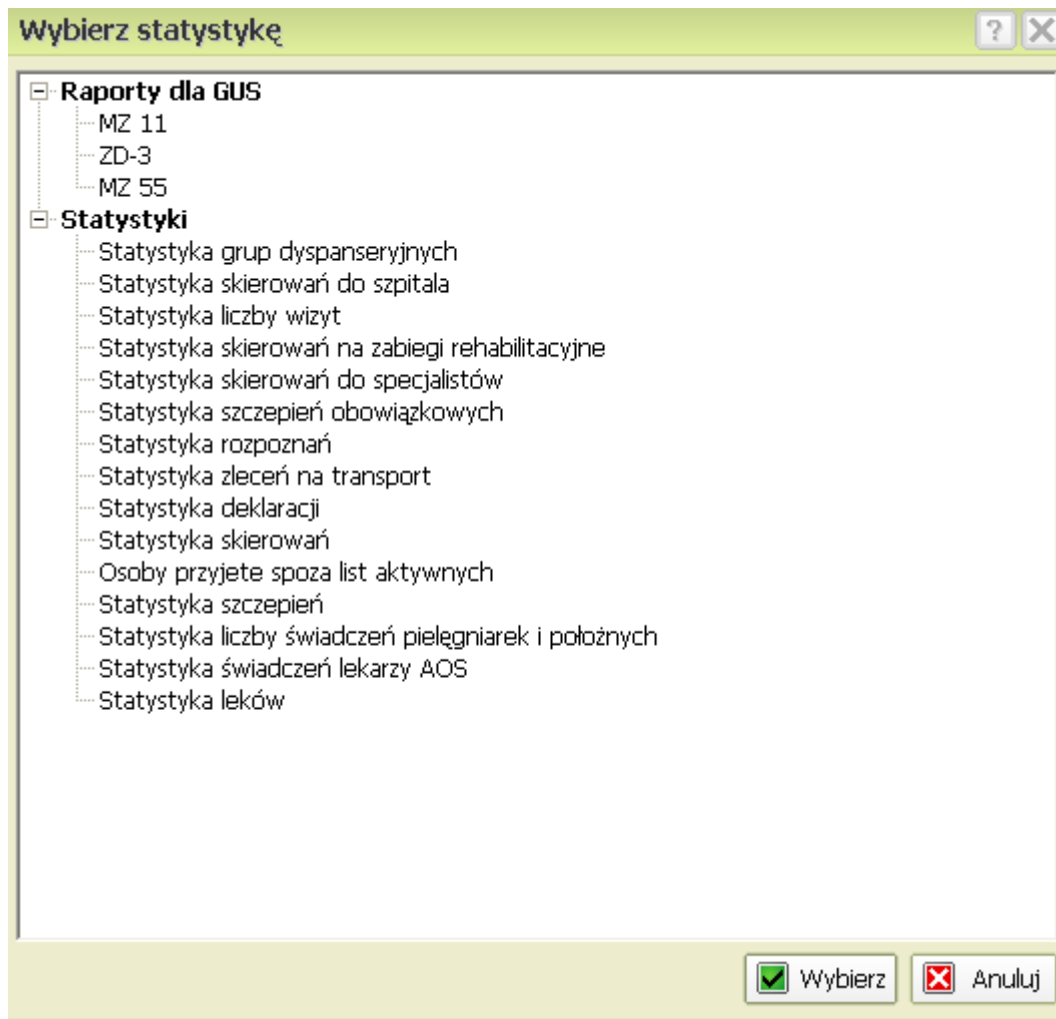 Wybierz statystykę
Raporty dla GUS
MZ 11
ZD-3
MZ 55
Statystyki
Statystyka grup dyspanseryjnych
Statystyka skierowań do szpitala
Statystyka liczby wizyt
Statystyka skierowań na zabiegi rehabilitacyjne
Statystyka skierowań do specjalistów
Statystyka szczepień obowiązkowych
Statystyka rozpoznań
Statystyka zleceń na transport
Statystyka deklaracji
Statystyka skierowań
Osoby przyjete spoza list aktywnych
Statystyka szczepień
Statystyka liczby świadczeń pielęgniarek i położnych
Statystyka świadczeń lekarzy AOS
Statystyka leków
Wybierz Anuluj